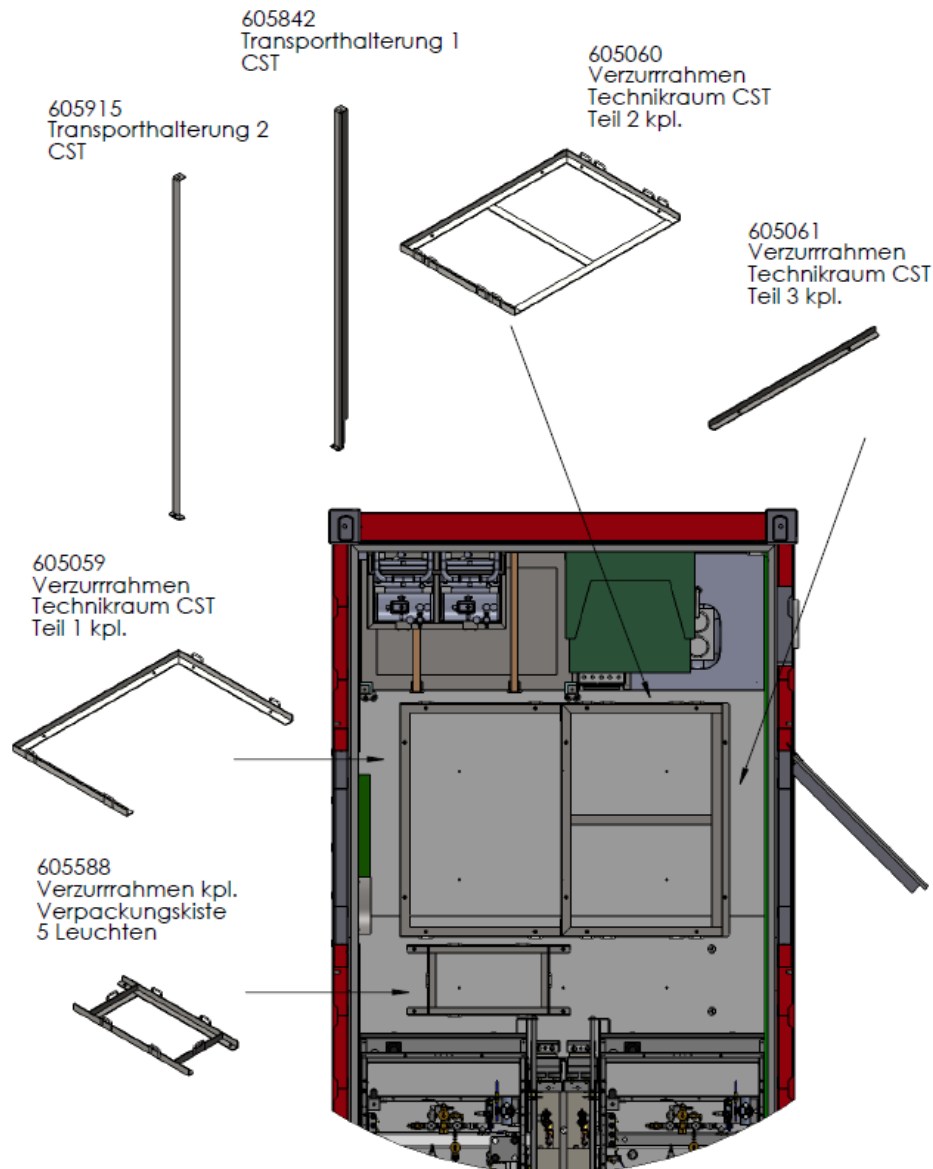 605842
Transporthalterung 1
CST
605060
Verzurrrahmen
Technikraum CST
Teil 2 kpl.
605915
Transporthalterung 2
CST
605061
Verzurrrahmen
Technikraum CST
Teil 3 kpl.
605059
Verzurrrahmen
Technikraum CST
Teil 1 kpl.
605588
Verzurrrahmen kpl.
Verpackungskiste
5 Leuchten